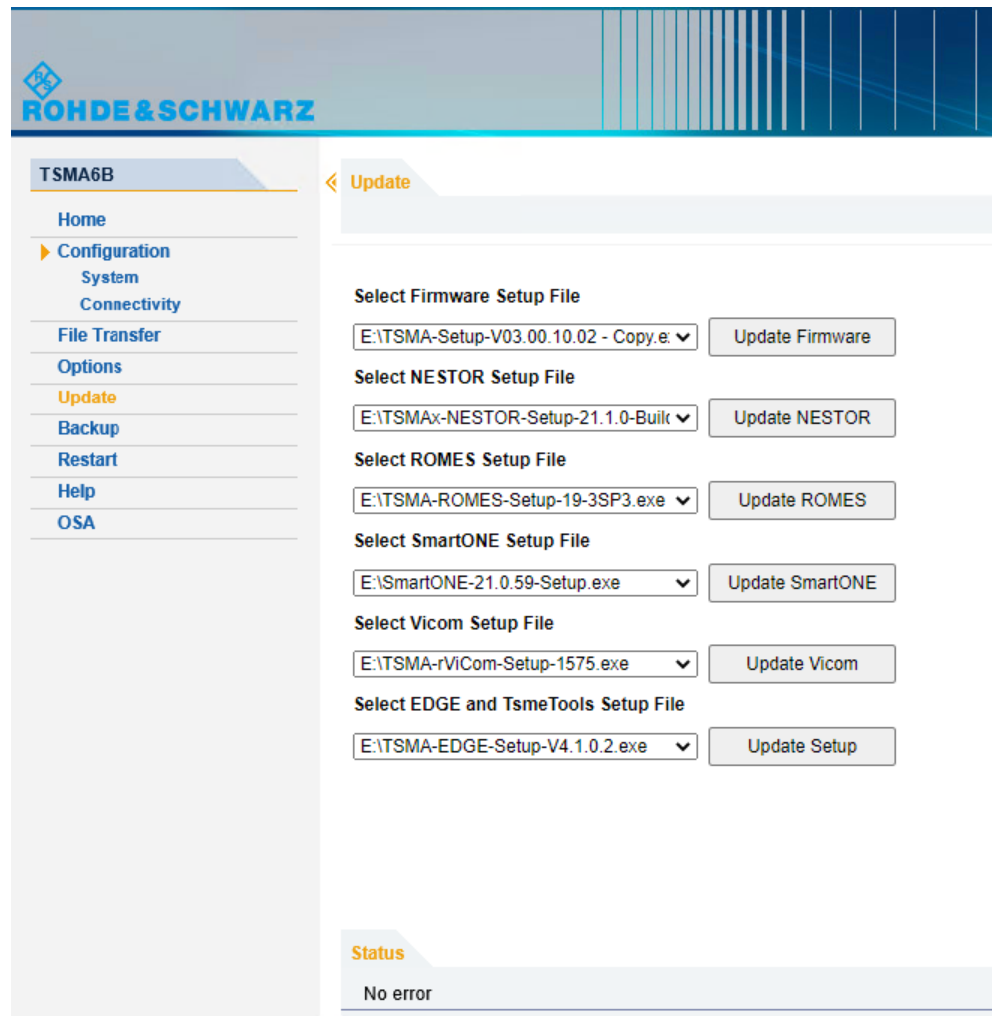 R&S
ROHDE&SCHWARZ
TSMA6B
Home
Configuration
System
Connectivity
File Transfer
Options
Update
Backup
Restart
Help
OSA
Update
Select Firmware Setup File
E:\TSMA-Setup-V03.00.10.02 - Copy.e
Update Firmware
Select NESTOR Setup File
E:\TSMAx-NESTOR-Setup-21.1.0-Buil
Update NESTOR
Select ROMES Setup File
E:\TSMA-ROMES-Setup-19-3SP3.exe
Update ROMES
Select SmartONE Setup File
E:\SmartONE-21.0.59-Setup.exe
Update SmartONE
Select Vicom Setup File
E:\TSMA-rViCom-Setup-1575.exe
Update Vicom
Select EDGE and TsmeTools Setup File
E:\TSMA-EDGE-Setup-V4.1.0.2.exe
Update Setup
Status
No error